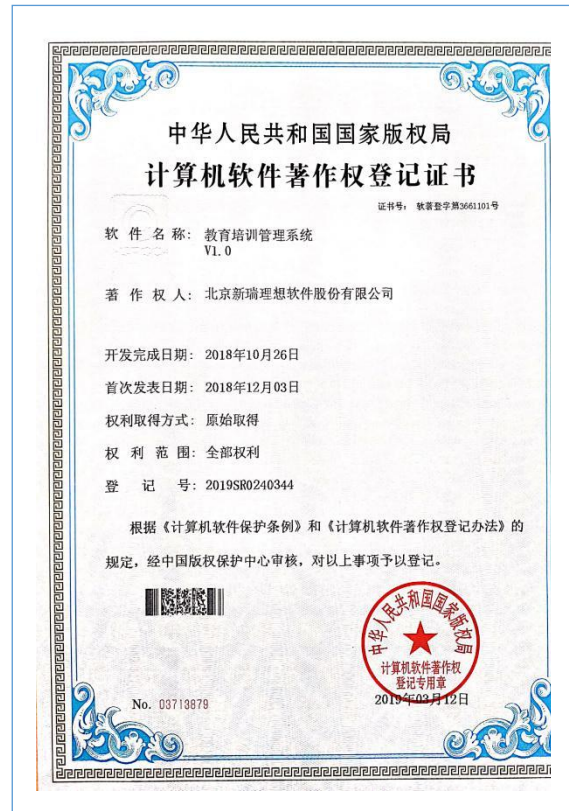 中华人民共和国国家版权局
计算机软件著作权登记证书
证书号： 软著登字第3661101号
软件名称： 教育培训管理系统
V1.0
著作权人： 北京新瑞理想软件股份有限公司
开发完成日期： 2018年10月26日
首次发表日期： 2018年12月03日
权利取得方式： 原始取得
权利范围： 全部权利
登记号： 2019SR0240344
根据《计算机软件保护条例》和《计算机软件著作权登记办法》的
规定，经中国版权保护中心审核，对以上事项予以登记。
中华人民共和国国家版权局
计算机软件著作权
登记专用章
No. 03713879
2019年03月12日